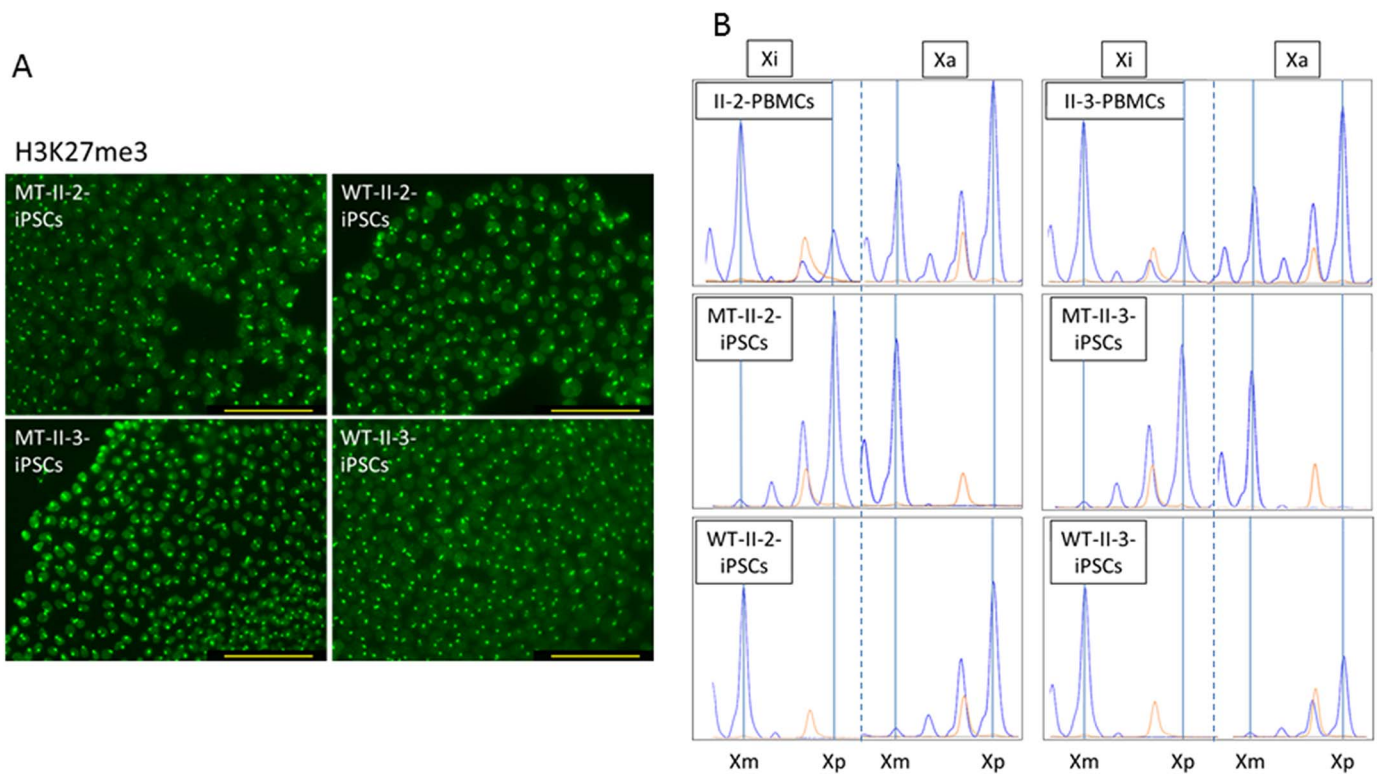 A
H3K27me3
MT-II-2-
iPSCs
WT-II-2-
iPSCs
MT-II-3-
iPSCs
WT-II-3-
iPSCs
B
Xi
Xa
Xi
Xa
II-2-PBMCs
II-3-PBMCs
MT-II-2-
iPSCs
MT-II-3-
iPSCs
WT-II-2-
iPSCs
WT-II-3-
iPSCs
Xm
Xp
Xm
Xp
Xm
Xp
Xm
Xp